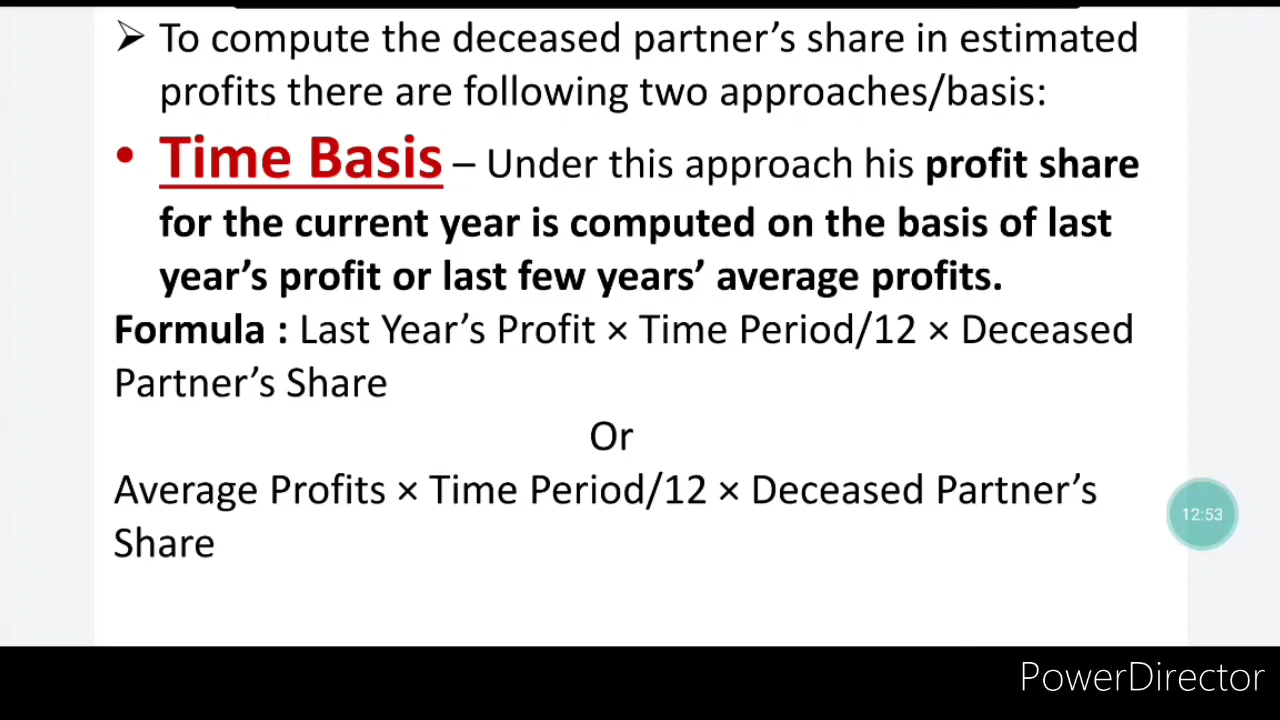 ➢ To compute the deceased partner’s share in estimated
profits there are following two approaches/basis:
• Time Basis – Under this approach his profit share
for the current year is computed on the basis of last
year’s profit or last few years’ average profits.
Formula : Last Year’s Profit × Time Period/12 × Deceased
Partner’s Share
Or
Average Profits × Time Period/12 × Deceased Partner’s
Share
12:53
PowerDirector